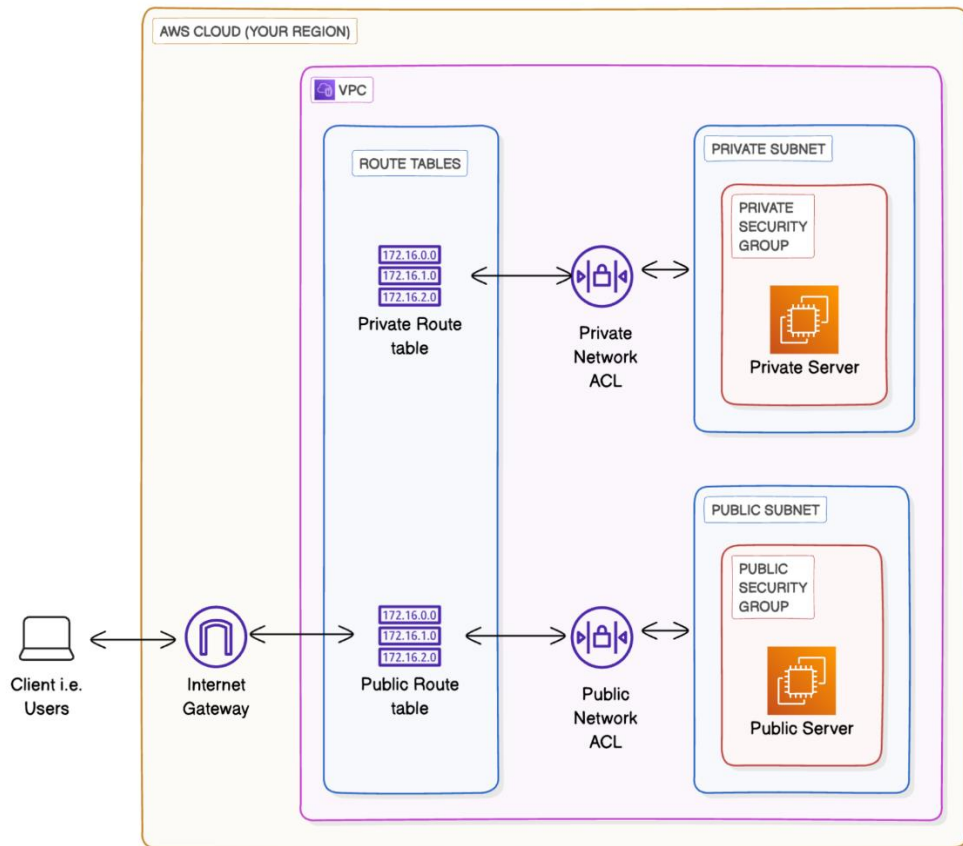 AWS CLOUD (YOUR REGION)
VPC
ROUTE TABLES
172.16.0.0
172.16.1.0
172.16.2.0
Private Route
table
Private
Network
ACL
PRIVATE SUBNET
PRIVATE
SECURITY
GROUP
Private Server
Client i.e.
Users
Internet
Gateway
172.16.0.0
172.16.1.0
172.16.2.0
Public Route
table
Public
Network
ACL
PUBLIC SUBNET
PUBLIC
SECURITY
GROUP
Public Server